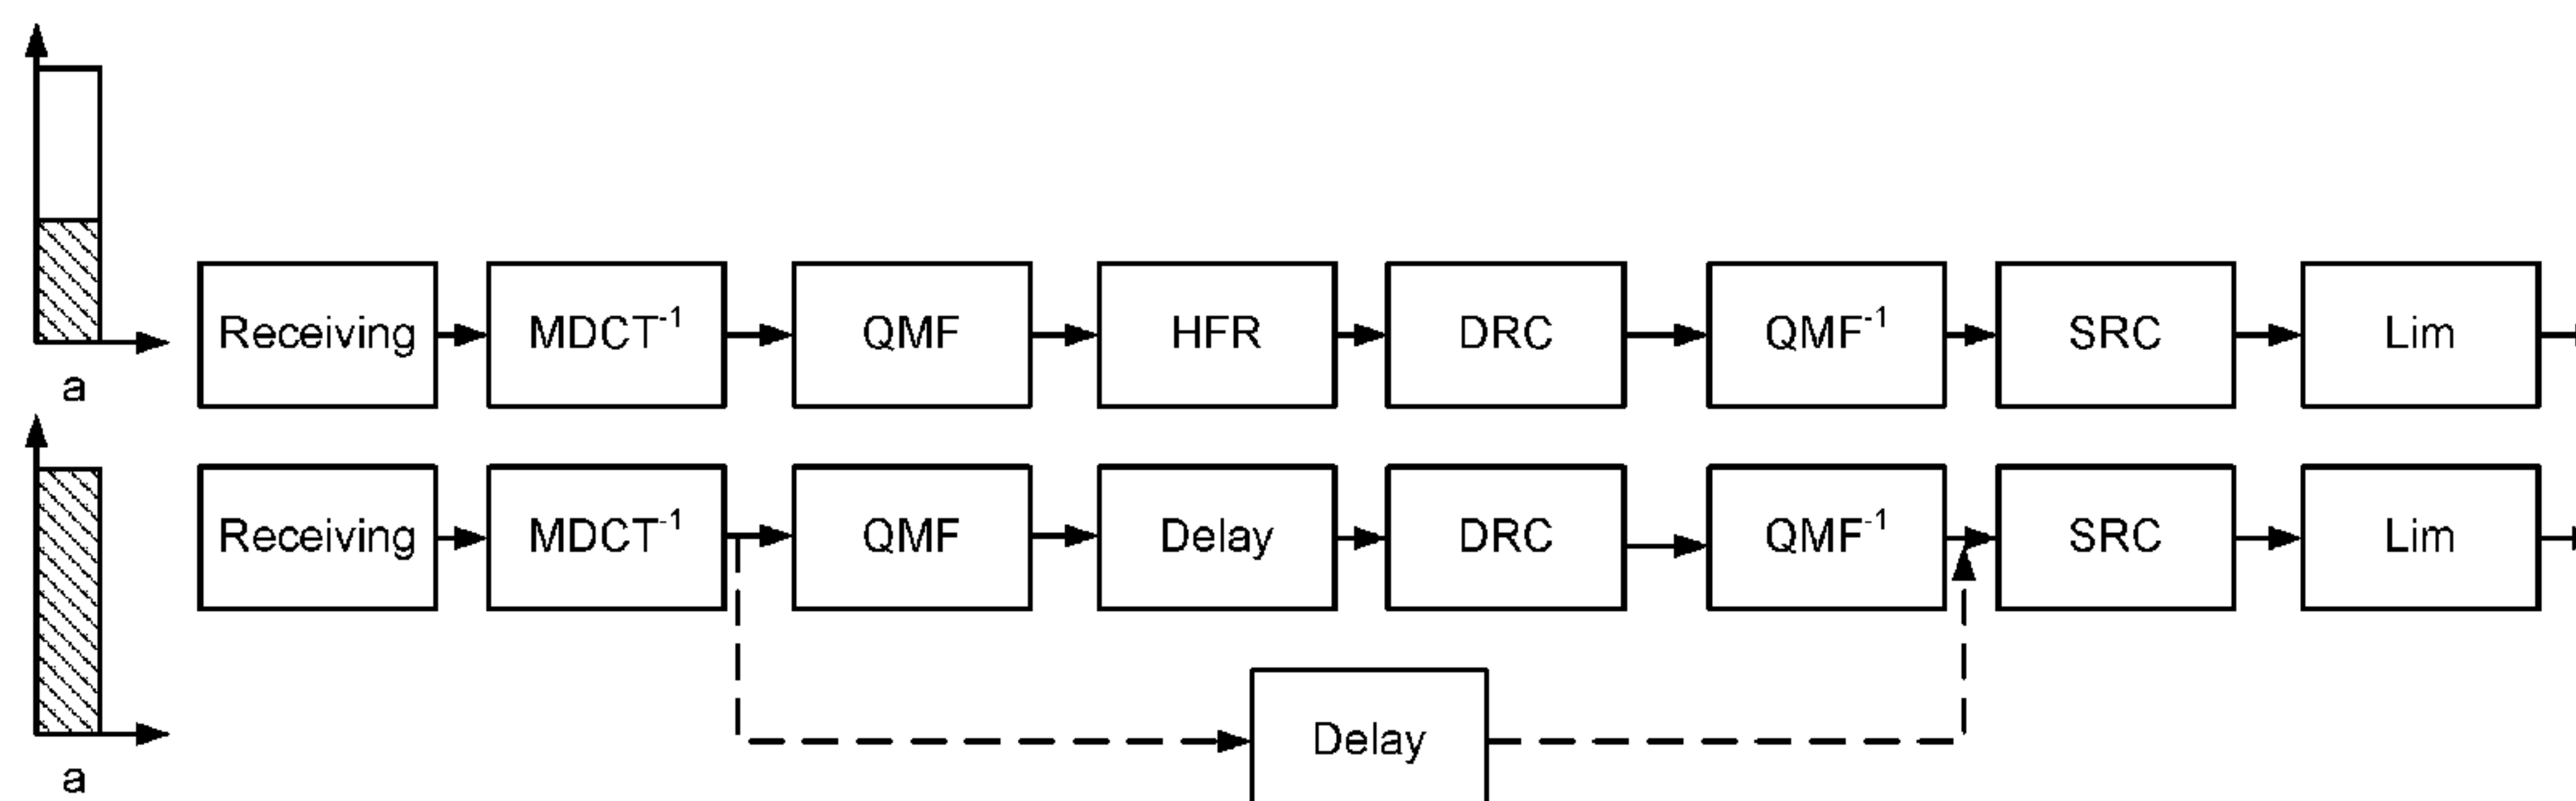 Receiving MDCT-1 QMF HFR DRC QMF-1 SRC Lim
a
Receiving MDCT-1 QMF Delay DRC QMF-1 SRC Lim
Delay
a